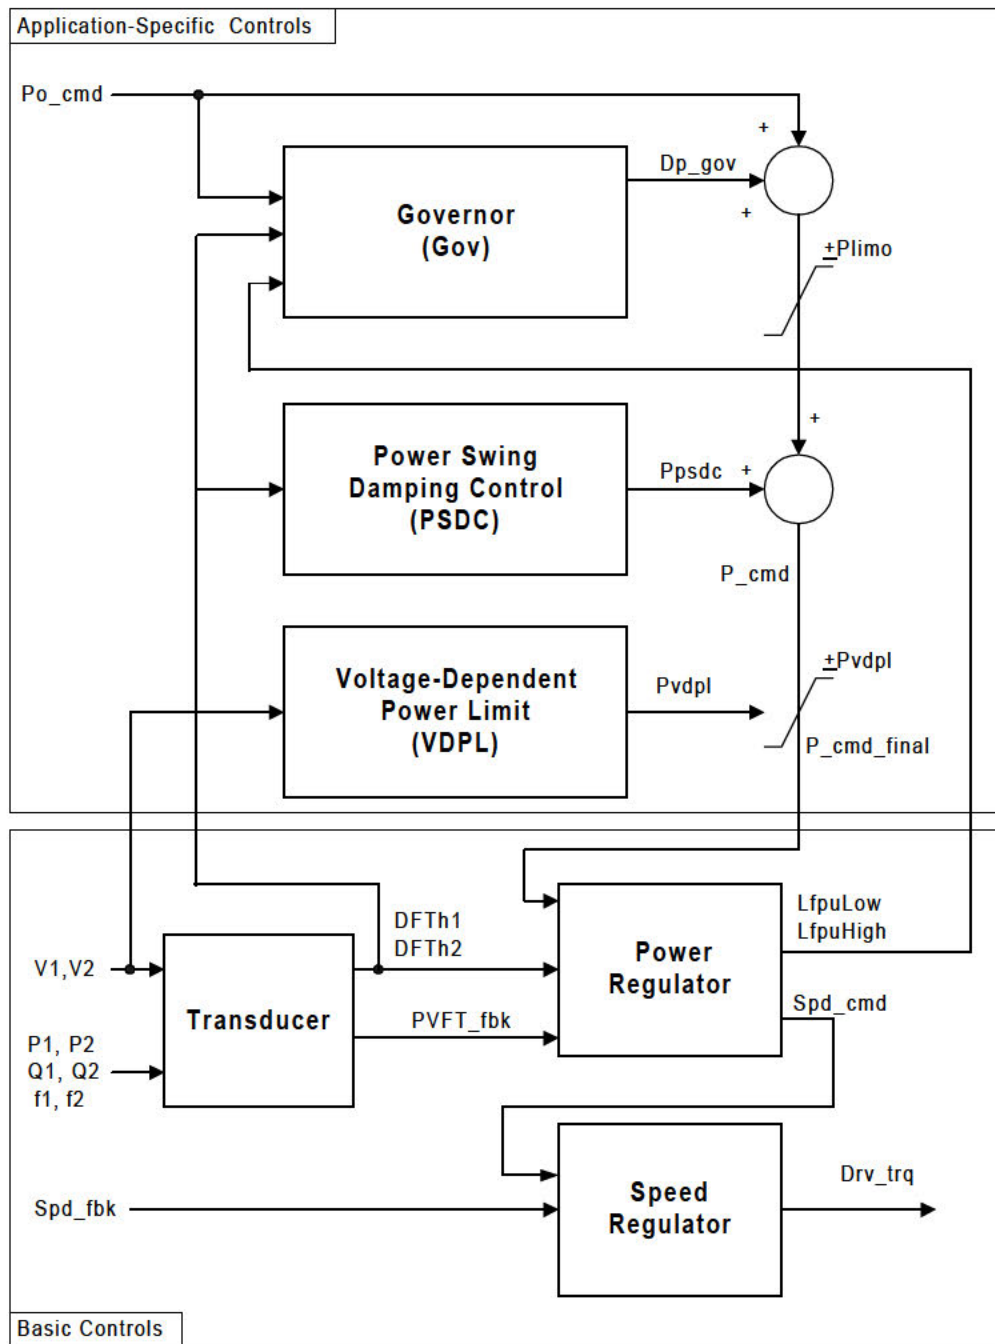 Application-Specific Controls
Po_cmd
+
Dp_gov
Governor
(Gov)
+
±Plimo
+
Power Swing
Damping Control
(PSDC)
Ppsdc
+
P_cmd
Voltage-Dependent
Power Limit
(VDPL)
Pvdpl
±Pvdpl
P_cmd_final
DFTh1
DFTh2
LfpuLow
LfpuHigh
V1,V2
Power
Regulator
Transducer
PVFT_fbk
Spd_cmd
P1, P2
Q1, Q2
f1, f2
Drv_trq
Spd_fbk
Speed
Regulator
Basic Controls